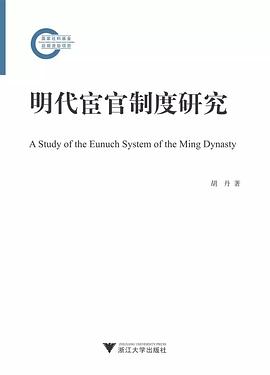 国家社科基金
后期资助项目
明代宦官制度研究
A Study of the Eunuch System of the Ming Dynasty
胡 丹 著
ZHEJIANG UNIVERSITY PRESS
浙江大学出版社